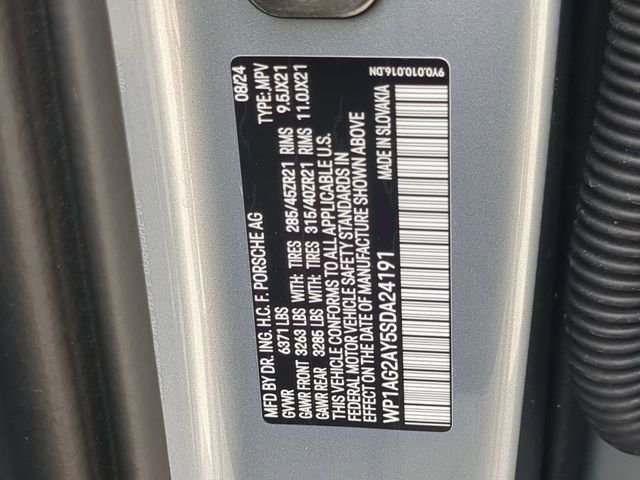 MFD BY DR. ING. H.C. F. PORSCHE AG 08/24
GVWR 6371 LBS TYPE: MPV
GAWR FRONT 3263 LBS WITH: TIRES 285/45ZR21 RIMS 9.5JX21
GAWR REAR 3285 LBS WITH: TIRES 315/40ZR21 RIMS 11.0JX21
THIS VEHICLE CONFORMS TO ALL APPLICABLE U.S.
FEDERAL MOTOR VEHICLE SAFETY STANDARDS IN
EFFECT ON DATE OF MANUFACTURE SHOWN ABOVE
WP1AG2AY5SDA24191 MADE IN SLOVAKIA
9Y0.010.016.DN